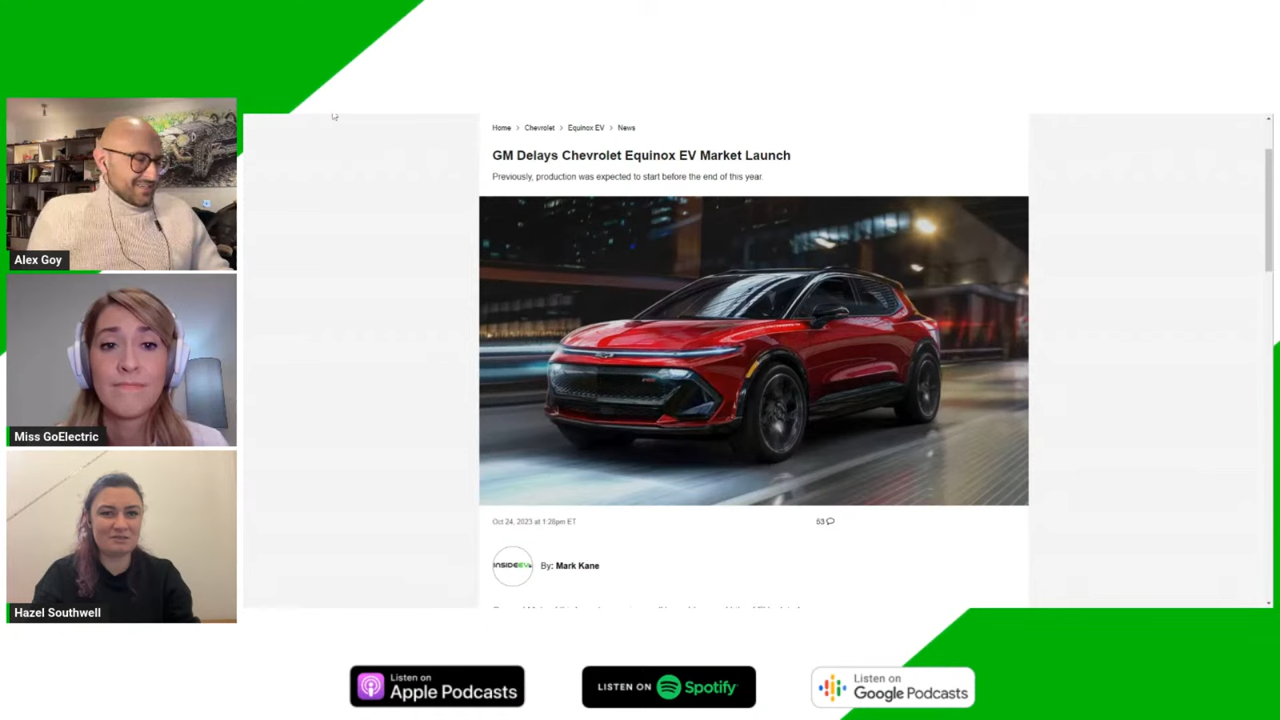 Alex Goy
Miss GoElectric
Hazel Southwell
Home > Chevrolet > Equinox EV > News
GM Delays Chevrolet Equinox EV Market Launch
Previously, production was expected to start before the end of this year.
Oct 24, 2023 at 1:28pm ET
53
INSIDEEVs
By: Mark Kane
Listen on
Apple Podcasts
LISTEN ON Spotify
Listen on
Google Podcasts